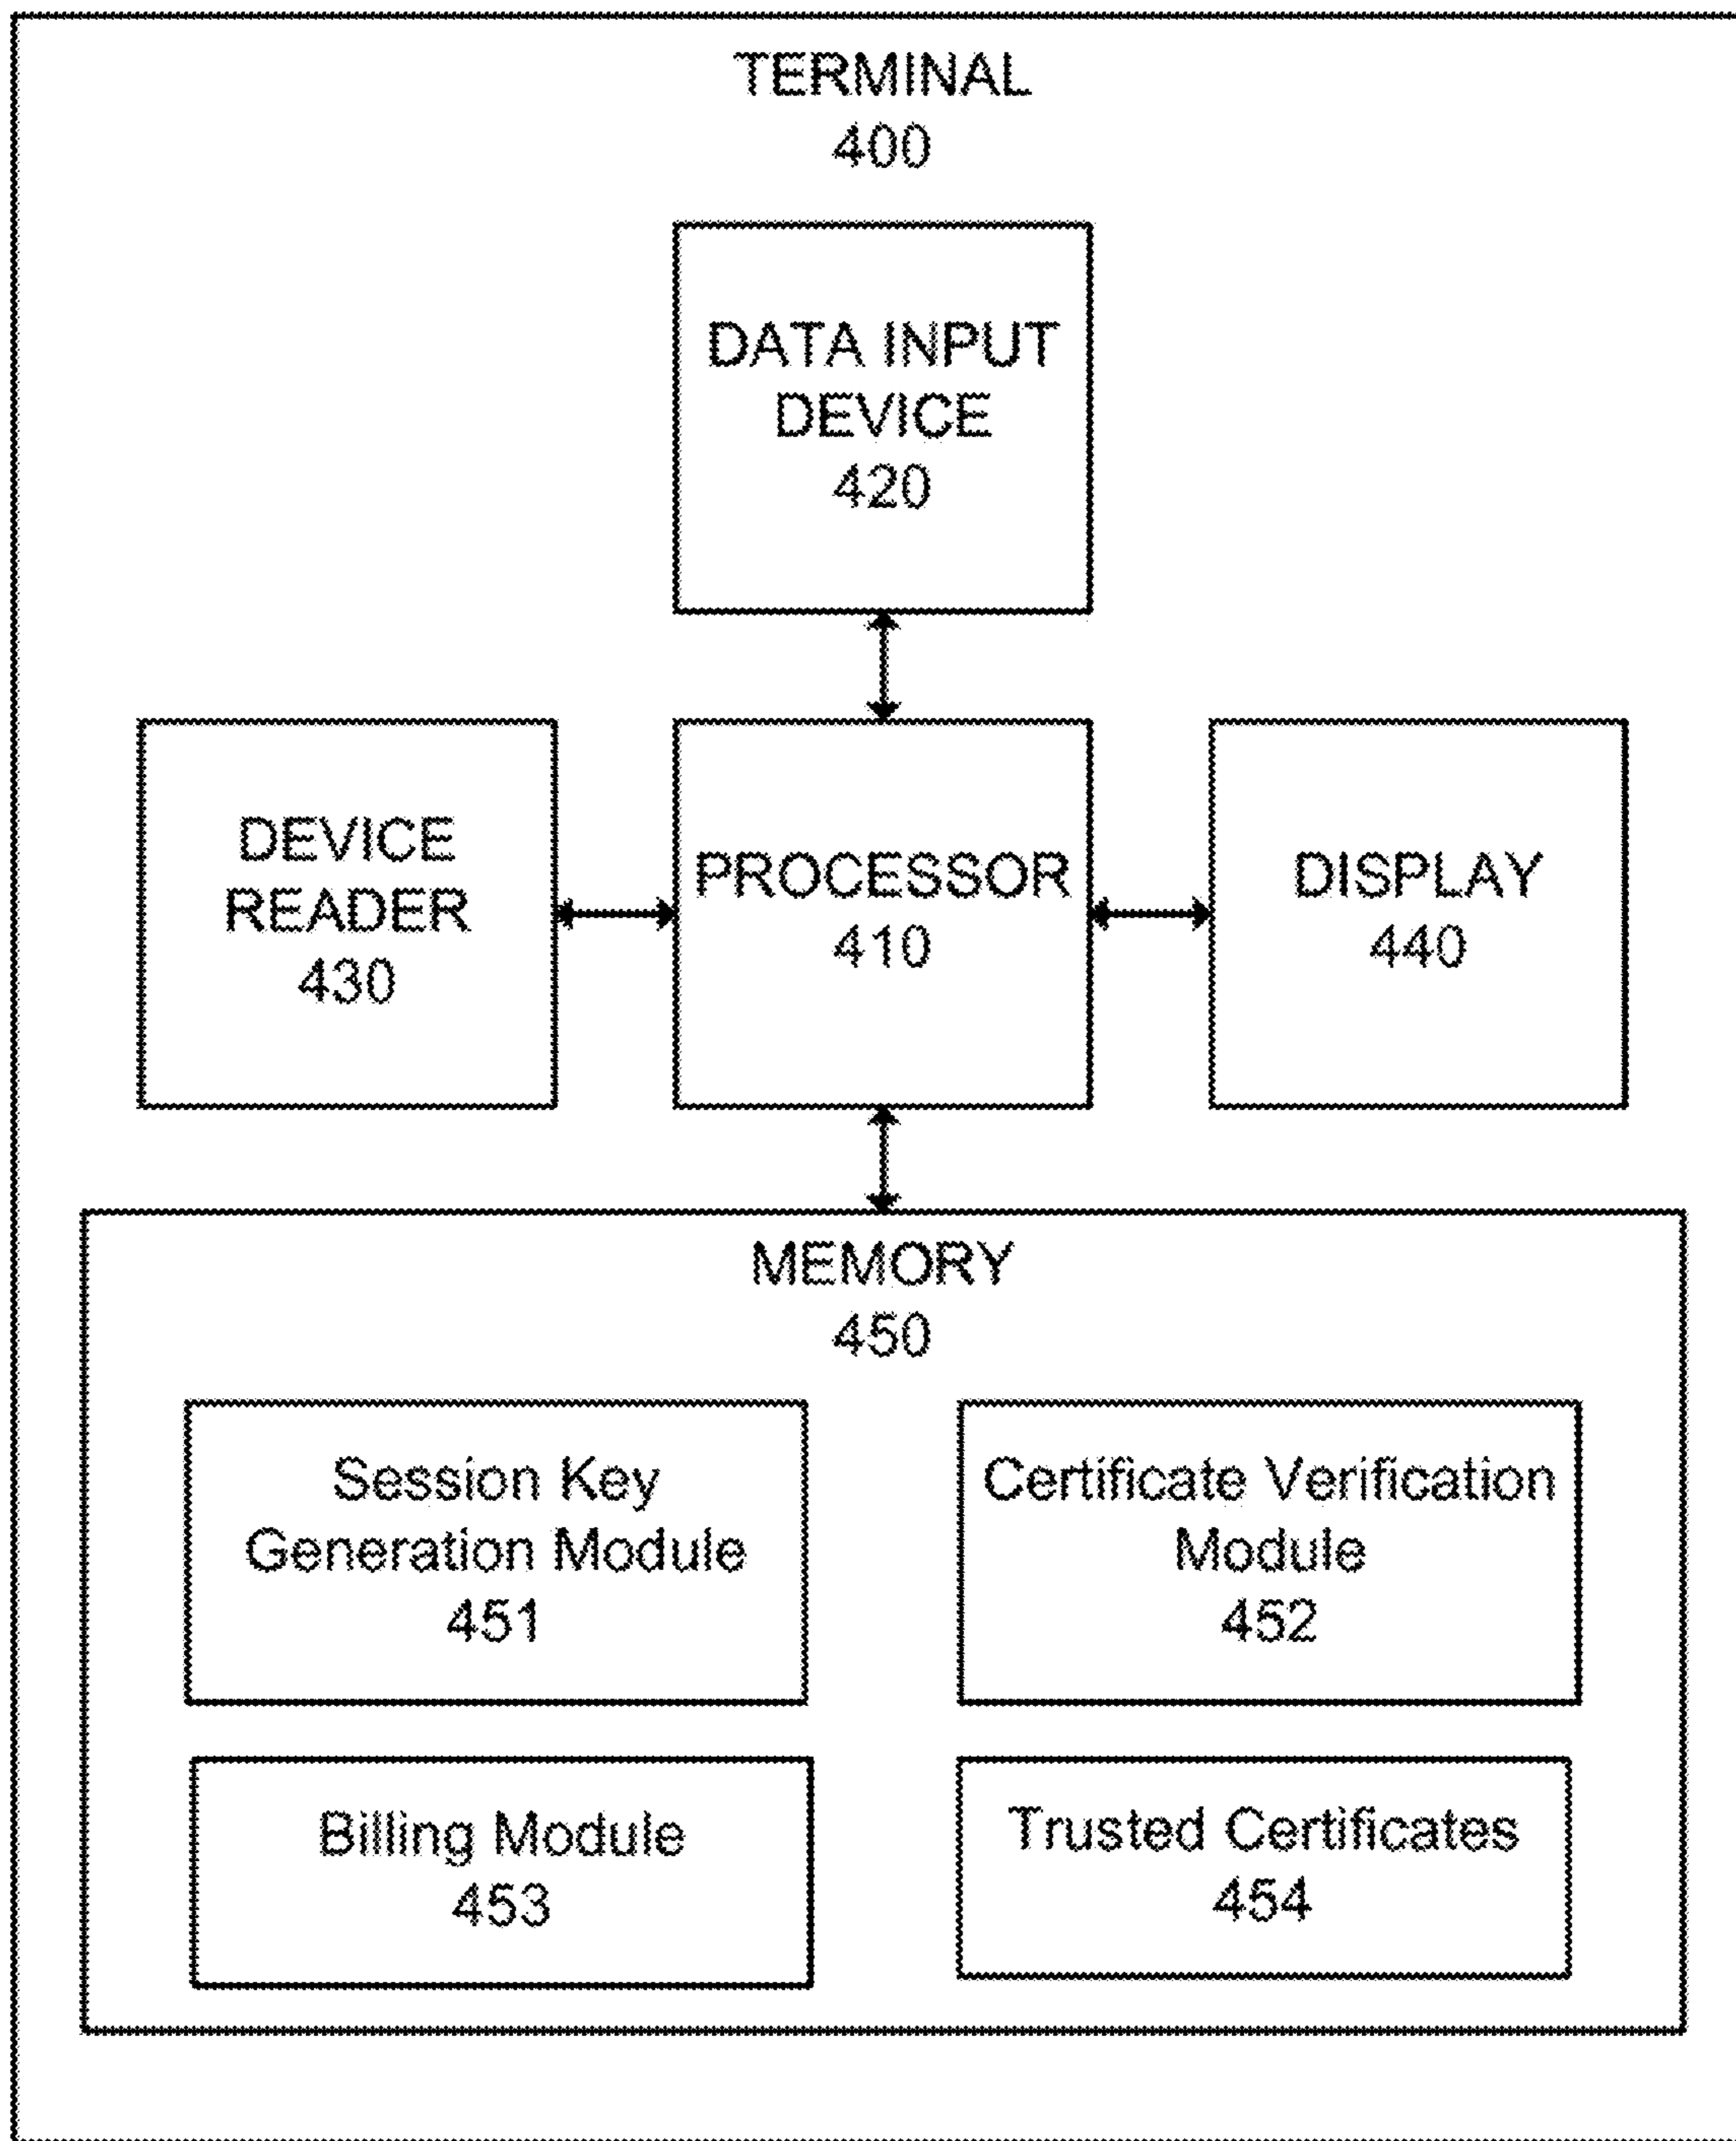 TERMINAL
400
DATA INPUT
DEVICE
420
DEVICE
READER
430
PROCESSOR
410
DISPLAY
440
MEMORY
450
Session Key
Generation Module
451
Certificate Verification
Module
452
Billing Module
453
Trusted Certificates
454